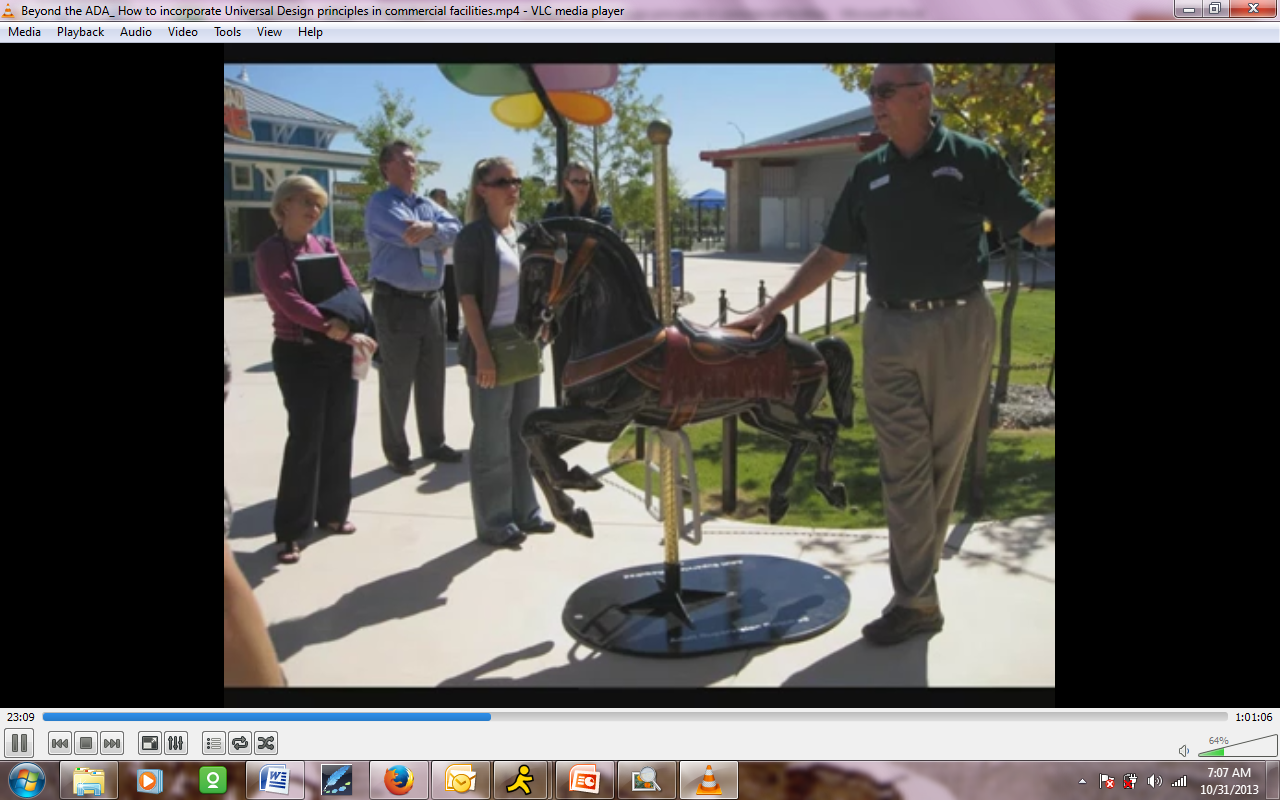 Beyond the ADA_ How to incorporate Universal Design principles in commercial facilities.mp4 - VLC media player
Media Playback Audio Video Tools View Help
23:09
1:01:06
64%
7:07 AM
10/31/2013